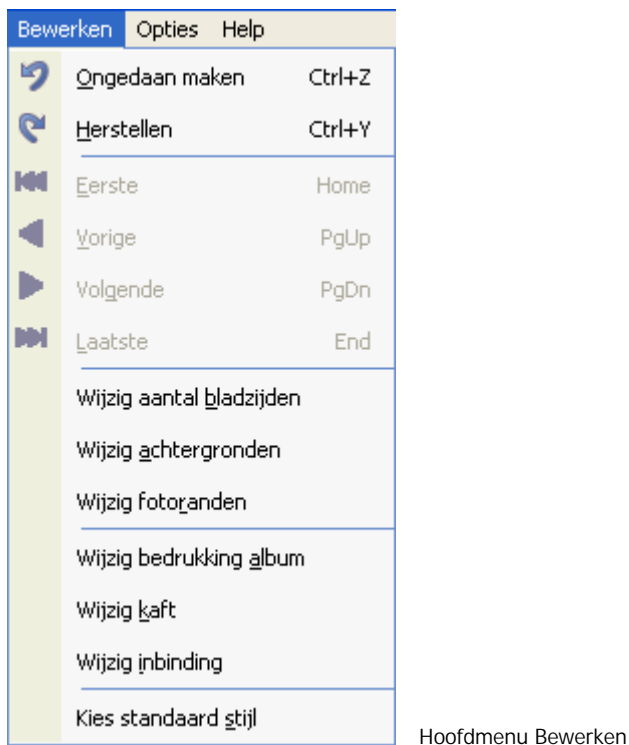 Bewerken Opties Help
Ongedaan maken Ctrl+Z
Herstellen Ctrl+Y
Eerste Home
Vorige PgUp
Volgende PgDn
Laatste End
Wijzig aantal bladzijden
Wijzig achtergronden
Wijzig fotoranden
Wijzig bedrukking album
Wijzig kaft
Wijzig inbinding
Kies standaard stijl
Hoofdmenu Bewerken